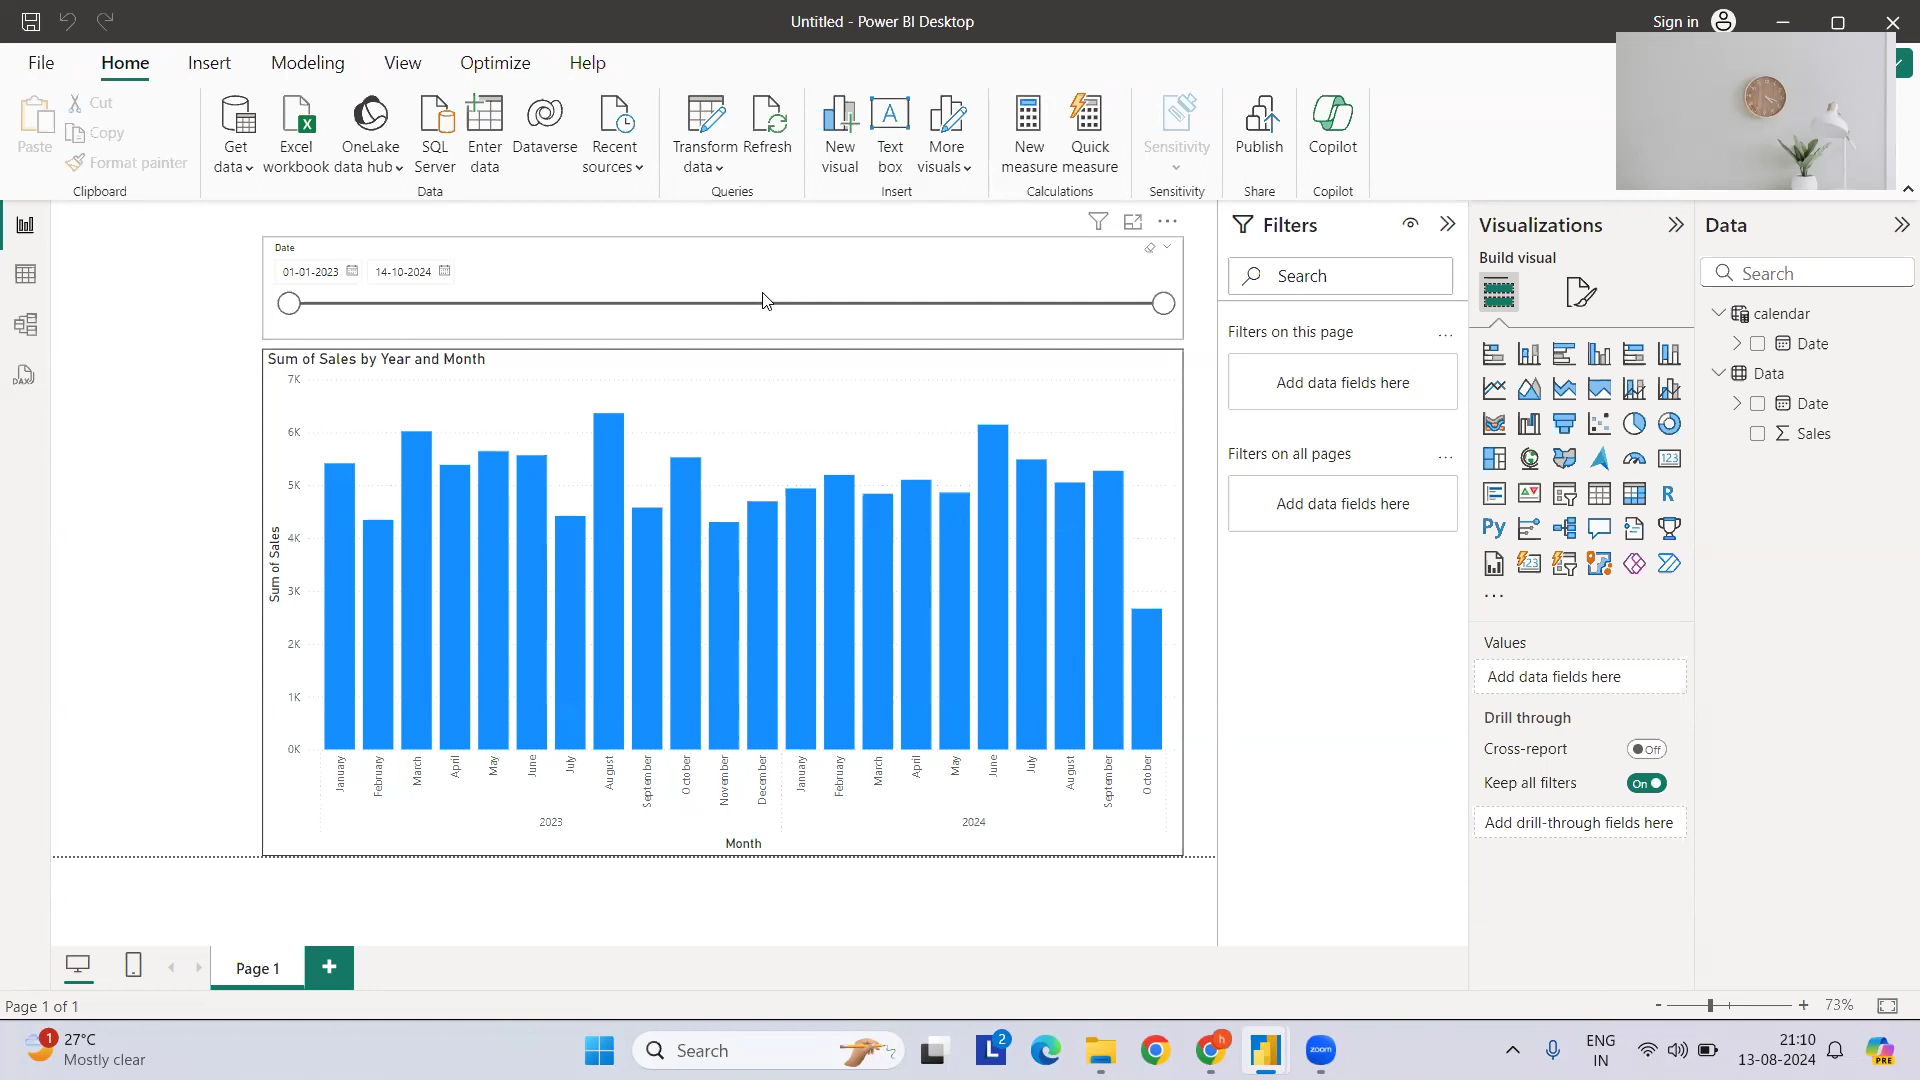 Untitled - Power BI Desktop
Sign in
File Home Insert Modeling View Optimize Help
Paste
Cut
Copy
Format painter
Clipboard
Get data
Excel workbook
OneLake data hub
SQL Server
Enter data
Dataverse
Recent sources
Data
Transform data
Refresh
Queries
New visual
Text box
More visuals
Insert
New measure
Quick measure
Calculations
Sensitivity
Sensitivity
Publish
Share
Copilot
Copilot
Date
01-01-2023 14-10-2024
Sum of Sales by Year and Month
7K
6K
5K
4K
3K
2K
1K
0K
Sum of Sales
January February March April May June July August September October November December January February March April May June July August September October
2023 2024
Month
Filters
Search
Filters on this page
Add data fields here
Filters on all pages
Add data fields here
Visualizations
Build visual
R
Py
123
123
Values
Add data fields here
Drill through
Cross-report Off
Keep all filters On
Add drill-through fields here
Data
Search
calendar
Date
Data
Date
Sales
Page 1
Page 1 of 1
73%
1
27°C
Mostly clear
Search
L 2
h
zoom
ENG
IN
21:10
13-08-2024
PRE